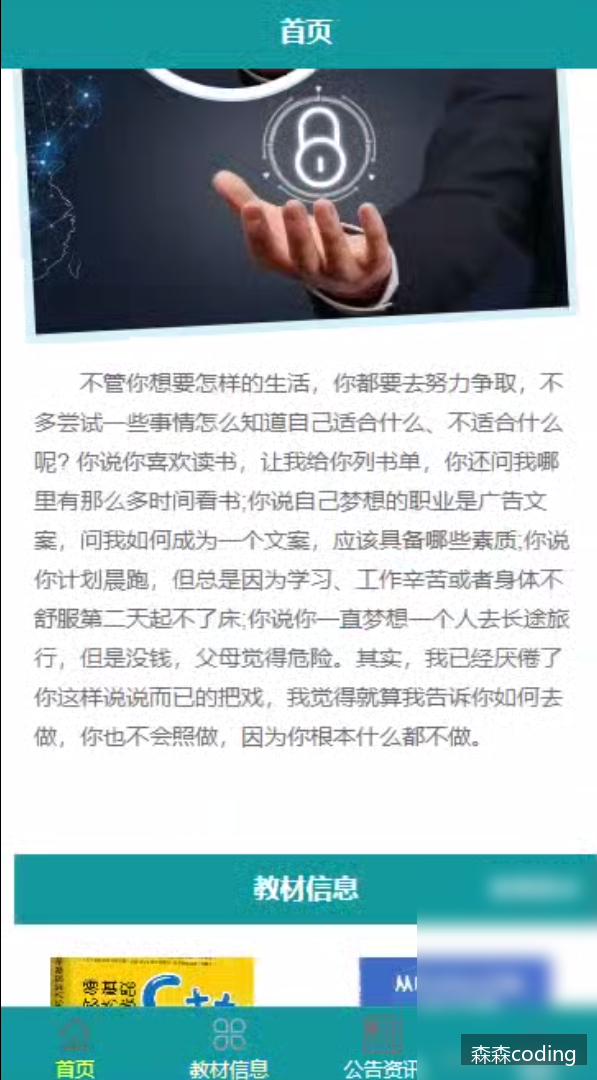 首页
不管你想要怎样的生活，你都要去努力争取，不
多尝试一些事情怎么知道自己适合什么、不适合什么
呢? 你说你喜欢读书，让我给你列书单，你还问我哪
里有那么多时间看书;你说自己梦想的职业是广告文
案，问我如何成为一个文案，应该具备哪些素质;你说
你计划晨跑，但总是因为学习、工作辛苦或者身体不
舒服第二天起不了床;你说你一直梦想一个人去长途旅
行，但是没钱，父母觉得危险。其实，我已经厌倦了
你这样说说而已的把戏，我觉得就算我告诉你如何去
做，你也不会照做，因为你根本什么都不做。
教材信息
C++
从
首页
教材信息
公告资讯
森森coding